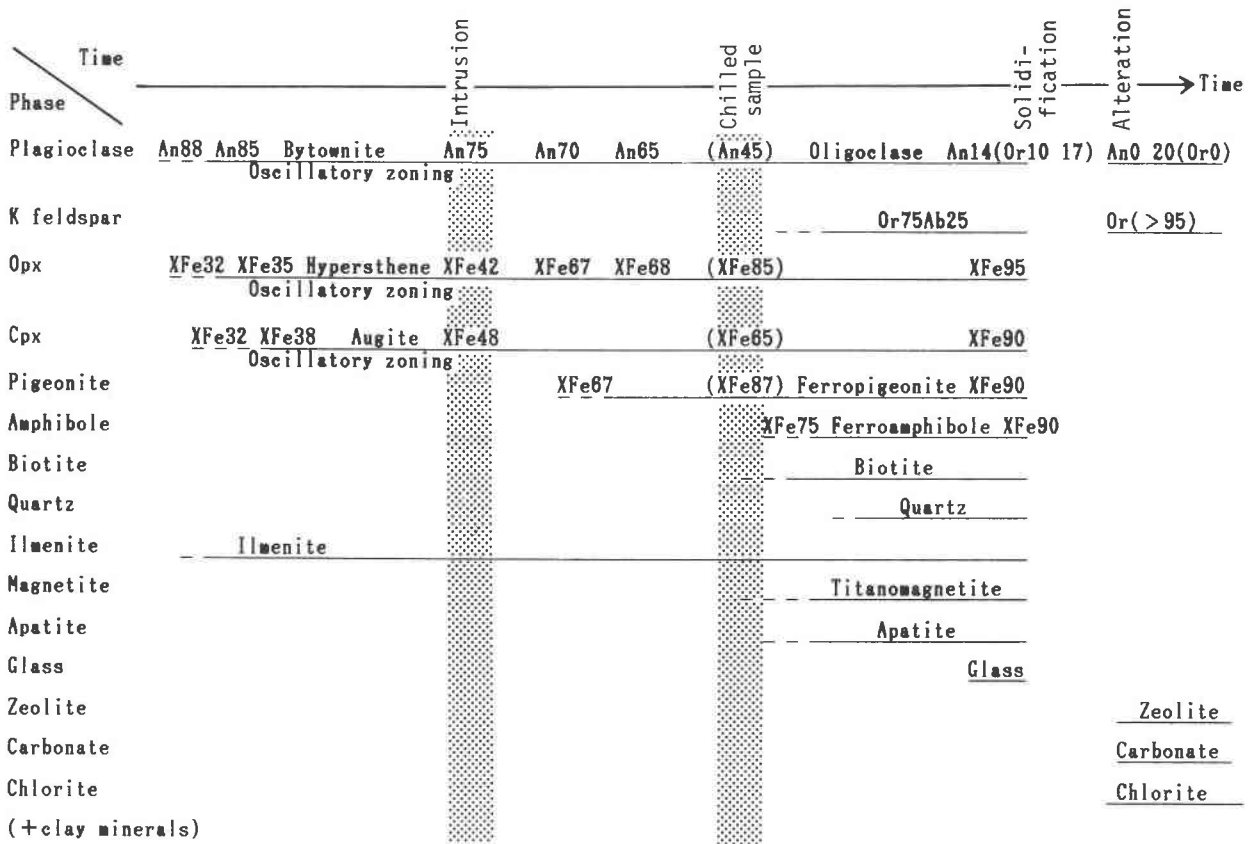 Time
Phase
Intrusion
Chilled sample
Solidi-fication
Alteration
Time
Plagioclase An88 An85 Bytownite An75 An70 An65 (An45) Oligoclase An14(Or10 17) An0 20(Or0)
Oscillatory zoning
K feldspar Or75Ab25 Or(>95)
Opx XFe32 XFe35 Hypersthene XFe42 XFe67 XFe68 (XFe85) XFe95
Oscillatory zoning
Cpx XFe32 XFe38 Augite XFe48 (XFe65) XFe90
Oscillatory zoning
Pigeonite XFe67 (XFe87) Ferropigeonite XFe90
Amphibole XFe75 Ferroamphibole XFe90
Biotite Biotite
Quartz Quartz
Ilmenite Ilmenite
Magnetite Titanomagnetite
Apatite Apatite
Glass Glass
Zeolite Zeolite
Carbonate Carbonate
Chlorite Chlorite
(+clay minerals)